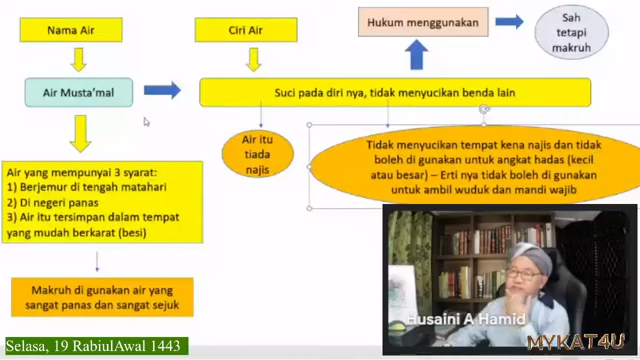 Nama Air
Ciri Air
Hukum menggunakan
Sah
tetapi
makruh
Air Musta'mal
Suci pada diri nya, tidak menyucikan benda lain
Air itu
tiada
najis
Tidak menyucikan tempat kena najis dan tidak
boleh di gunakan untuk angkat hadas (kecil
atau besar) – Erti nya tidak boleh di gunakan
untuk ambil wuduk dan mandi wajib
Air yang mempunyai 3 syarat:
1) Berjemur di tengah matahari
2) Di negeri panas
3) Air itu tersimpan dalam tempat
yang mudah berkarat (besi)
Makruh di gunakan air yang
sangat panas dan sangat sejuk
Husaini A Hamid
MYKAT4U
Selasa, 19 RabiulAwal 1443